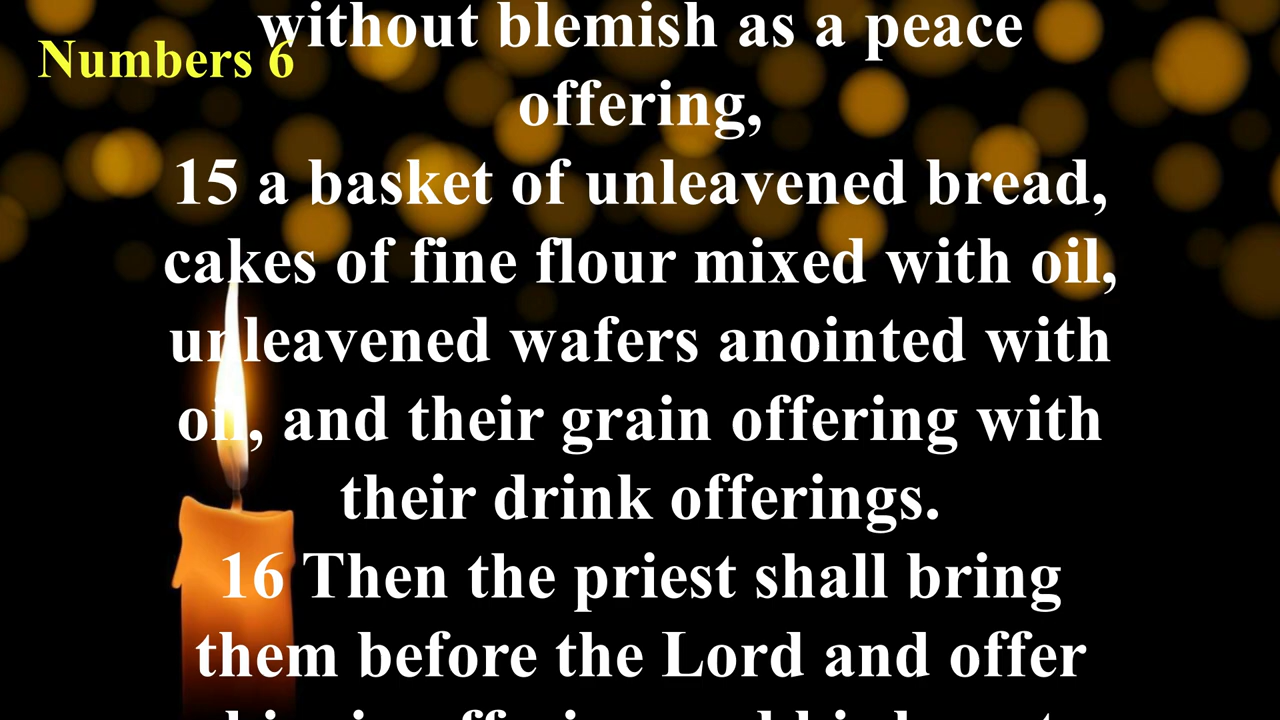 without blemish as a peace
Numbers 6
offering,
15 a basket of unleavened bread,
cakes of fine flour mixed with oil,
unleavened wafers anointed with
oil, and their grain offering with
their drink offerings.
16 Then the priest shall bring
them before the Lord and offer